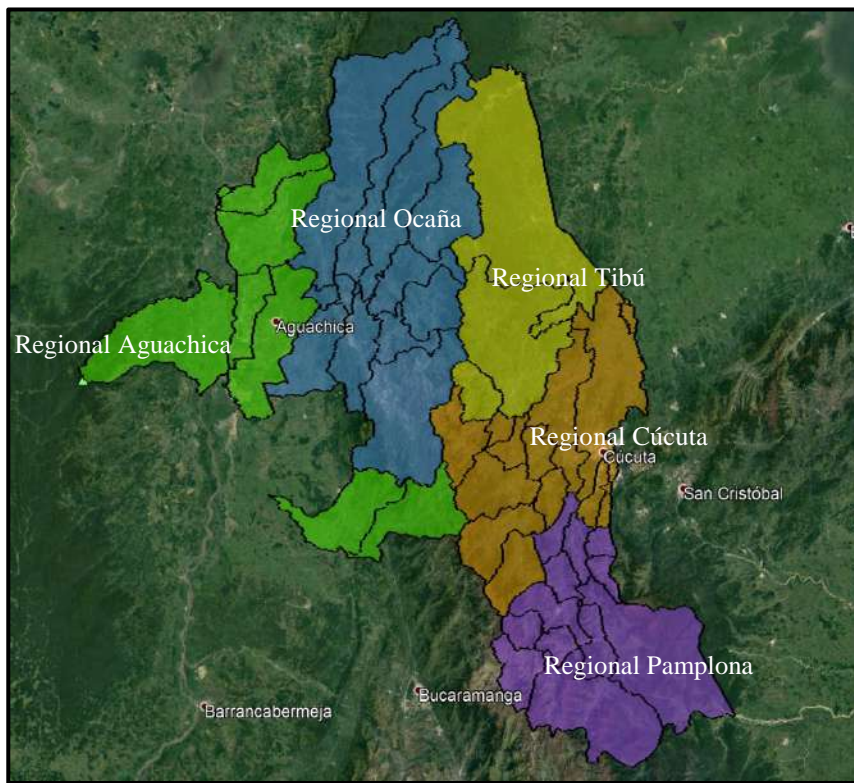 Regional Ocaña
Regional Tibú
Aguachica
Regional Aguachica
Regional Cúcuta
Cúcuta
San Cristóbal
Regional Pamplona
Bucaramanga
Barrancabermeja